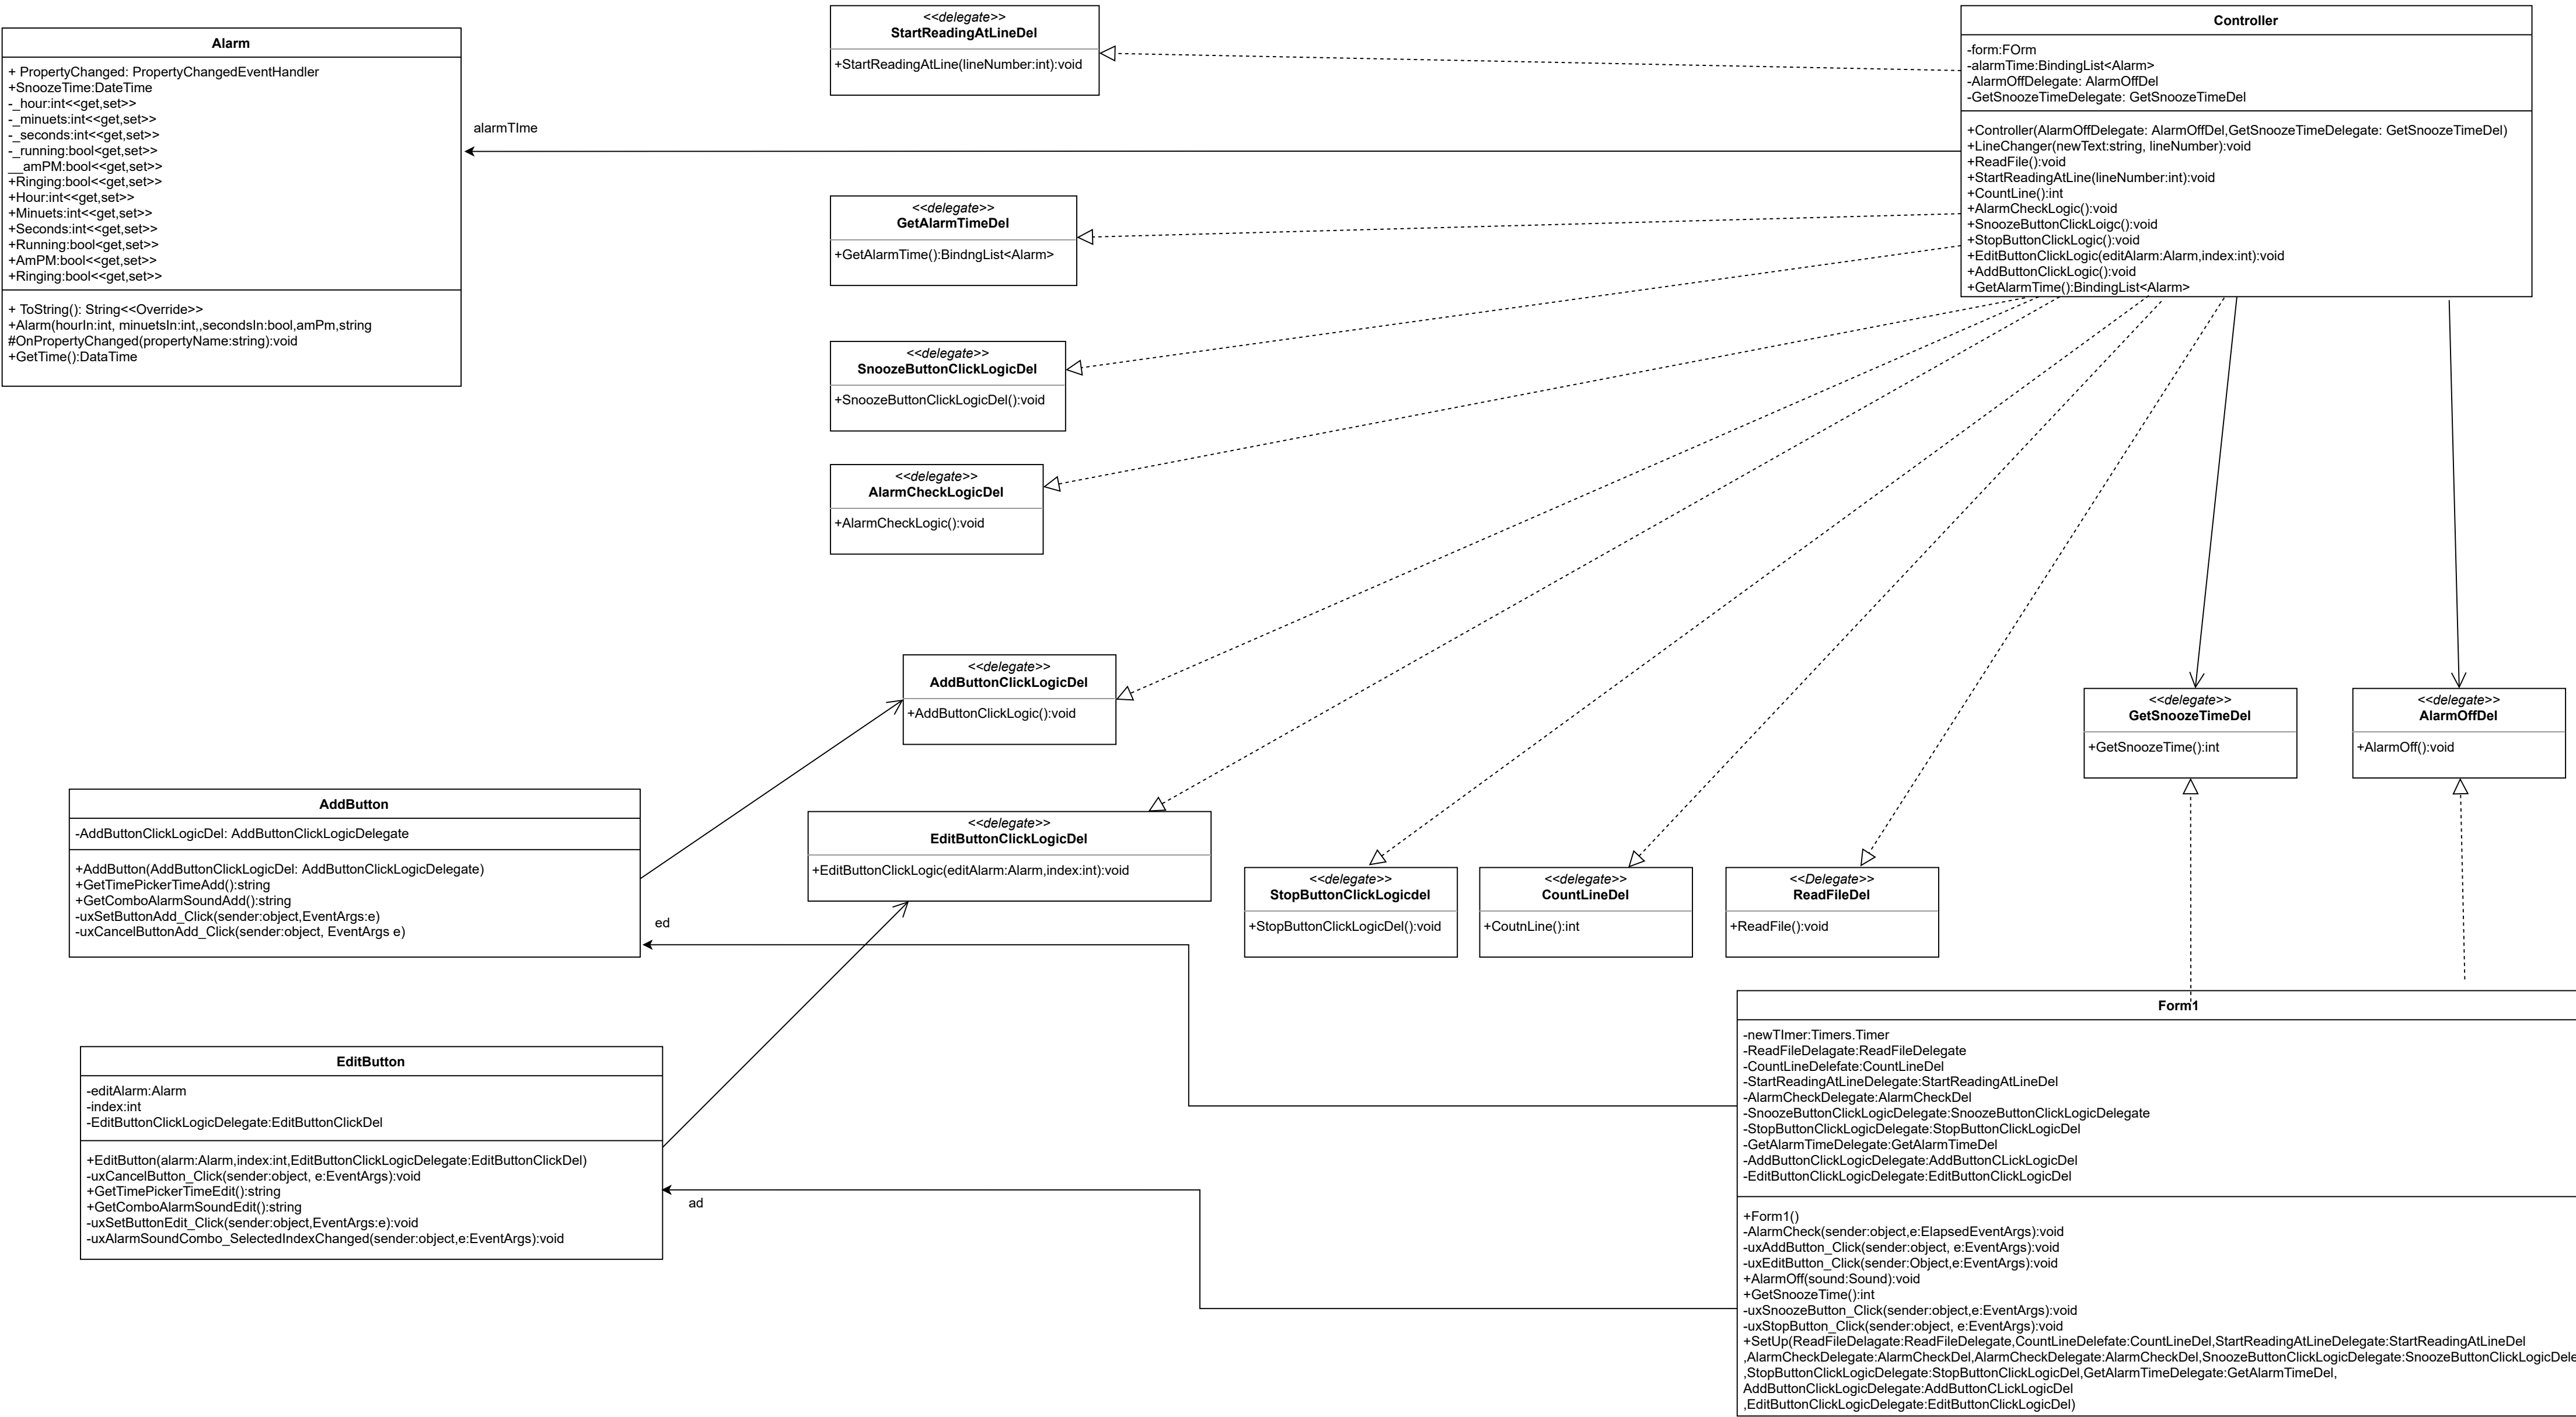 Alarm
+ PropertyChanged: PropertyChangedEventHandler
+SnoozeTime:DateTime
-_hour:int<<get,set>>
-_minuets:int<<get,set>>
-_seconds:int<<get,set>>
-_running:bool<get,set>>
__amPM:bool<<get,set>>
+Ringing:bool<<get,set>>
+Hour:int<<get,set>>
+Minuets:int<<get,set>>
+Seconds:int<<get,set>>
+Running:bool<get,set>>
+AmPM:bool<<get,set>>
+Ringing:bool<<get,set>>
+ ToString(): String<<Override>>
+Alarm(hourIn:int, minuetsIn:int,,secondsIn:bool,amPm,string
#OnPropertyChanged(propertyName:string):void
+GetTime():DataTime
alarmTIme
<<delegate>>
StartReadingAtLineDel
+StartReadingAtLine(lineNumber:int):void
<<delegate>>
GetAlarmTimeDel
+GetAlarmTime():BindngList<Alarm>
<<delegate>>
SnoozeButtonClickLogicDel
+SnoozeButtonClickLogicDel():void
<<delegate>>
AlarmCheckLogicDel
+AlarmCheckLogic():void
Controller
-form:FOrm
-alarmTime:BindingList<Alarm>
-AlarmOffDelegate: AlarmOffDel
-GetSnoozeTimeDelegate: GetSnoozeTimeDel
+Controller(AlarmOffDelegate: AlarmOffDel,GetSnoozeTimeDelegate: GetSnoozeTimeDel)
+LineChanger(newText:string, lineNumber):void
+ReadFile():void
+StartReadingAtLine(lineNumber:int):void
+CountLine():int
+AlarmCheckLogic():void
+SnoozeButtonClickLoigc():void
+StopButtonClickLogic():void
+EditButtonClickLogic(editAlarm:Alarm,index:int):void
+AddButtonClickLogic():void
+GetAlarmTime():BindingList<Alarm>
<<delegate>>
AddButtonClickLogicDel
+AddButtonClickLogic():void
<<delegate>>
GetSnoozeTimeDel
+GetSnoozeTime():int
<<delegate>>
AlarmOffDel
+AlarmOff():void
AddButton
-AddButtonClickLogicDel: AddButtonClickLogicDelegate
+AddButton(AddButtonClickLogicDel: AddButtonClickLogicDelegate)
+GetTimePickerTimeAdd():string
+GetComboAlarmSoundAdd():string
-uxSetButtonAdd_Click(sender:object,EventArgs:e)
-uxCancelButtonAdd_Click(sender:object, EventArgs e)
ed
<<delegate>>
EditButtonClickLogicDel
+EditButtonClickLogic(editAlarm:Alarm,index:int):void
<<delegate>>
StopButtonClickLogicdel
+StopButtonClickLogicDel():void
<<delegate>>
CountLineDel
+CoutnLine():int
<<Delegate>>
ReadFileDel
+ReadFile():void
EditButton
-editAlarm:Alarm
-index:int
-EditButtonClickLogicDelegate:EditButtonClickDel
+EditButton(alarm:Alarm,index:int,EditButtonClickLogicDelegate:EditButtonClickDel)
-uxCancelButton_Click(sender:object, e:EventArgs):void
+GetTimePickerTimeEdit():string
+GetComboAlarmSoundEdit():string
-uxSetButtonEdit_Click(sender:object,EventArgs:e):void
-uxAlarmSoundCombo_SelectedIndexChanged(sender:object,e:EventArgs):void
ad
Form1
-newTImer:Timers.Timer
-ReadFileDelagate:ReadFileDelegate
-CountLineDelefate:CountLineDel
-StartReadingAtLineDelegate:StartReadingAtLineDel
-AlarmCheckDelegate:AlarmCheckDel
-SnoozeButtonClickLogicDelegate:SnoozeButtonClickLogicDelegate
-StopButtonClickLogicDelegate:StopButtonClickLogicDel
-GetAlarmTimeDelegate:GetAlarmTimeDel
-AddButtonClickLogicDelegate:AddButtonCLickLogicDel
-EditButtonClickLogicDelegate:EditButtonClickLogicDel
+Form1()
-AlarmCheck(sender:object,e:ElapsedEventArgs):void
-uxAddButton_Click(sender:object, e:EventArgs):void
-uxEditButton_Click(sender:Object,e:EventArgs):void
+AlarmOff(sound:Sound):void
+GetSnoozeTime():int
-uxSnoozeButton_Click(sender:object,e:EventArgs):void
-uxStopButton_Click(sender:object, e:EventArgs):void
+SetUp(ReadFileDelagate:ReadFileDelegate,CountLineDelefate:CountLineDel,StartReadingAtLineDelegate:StartReadingAtLineDel
,AlarmCheckDelegate:AlarmCheckDel,AlarmCheckDelegate:AlarmCheckDel,SnoozeButtonClickLogicDelegate:SnoozeButtonClickLogicDele
,StopButtonClickLogicDelegate:StopButtonClickLogicDel,GetAlarmTimeDelegate:GetAlarmTimeDel,
AddButtonClickLogicDelegate:AddButtonCLickLogicDel
,EditButtonClickLogicDelegate:EditButtonClickLogicDel)